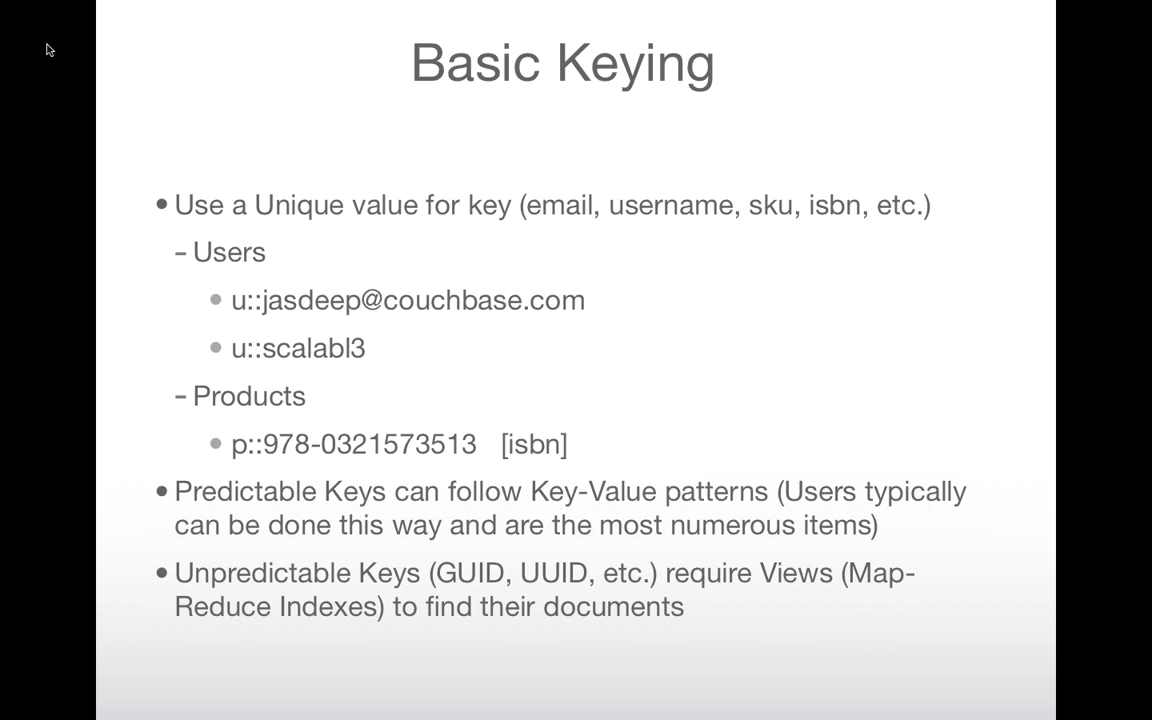 Basic Keying
• Use a Unique value for key (email, username, sku, isbn, etc.)
– Users
• u::jasdeep@couchbase.com
• u::scalabl3
– Products
• p::978-0321573513 [isbn]
• Predictable Keys can follow Key-Value patterns (Users typically
can be done this way and are the most numerous items)
• Unpredictable Keys (GUID, UUID, etc.) require Views (Map-
Reduce Indexes) to find their documents